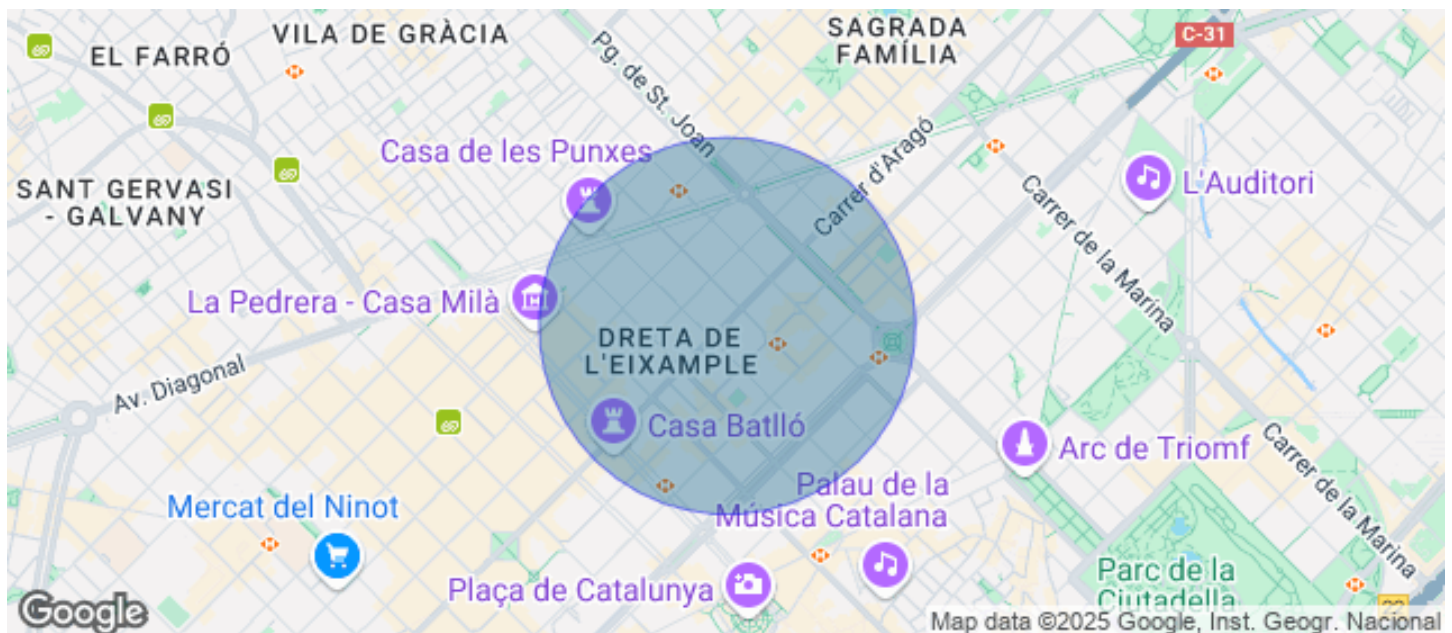 VILA DE GRÀCIA
SAGRADA
FAMÍLIA
C-31
EL FARRÓ
Pg. de St. Joan
Casa de les Punxes
Carrer d'Aragó
L'Auditori
SANT GERVASI
- GALVANY
Carrer de la Marina
La Pedrera - Casa Milà
DRETA DE
L'EIXAMPLE
Av. Diagonal
Casa Batlló
Arc de Triomf
Carrer de la Marina
Palau de la
Música Catalana
Mercat del Ninot
Plaça de Catalunya
Parc de la
Ciutadella
Google
Map data ©2025 Google, Inst. Geogr. Nacional